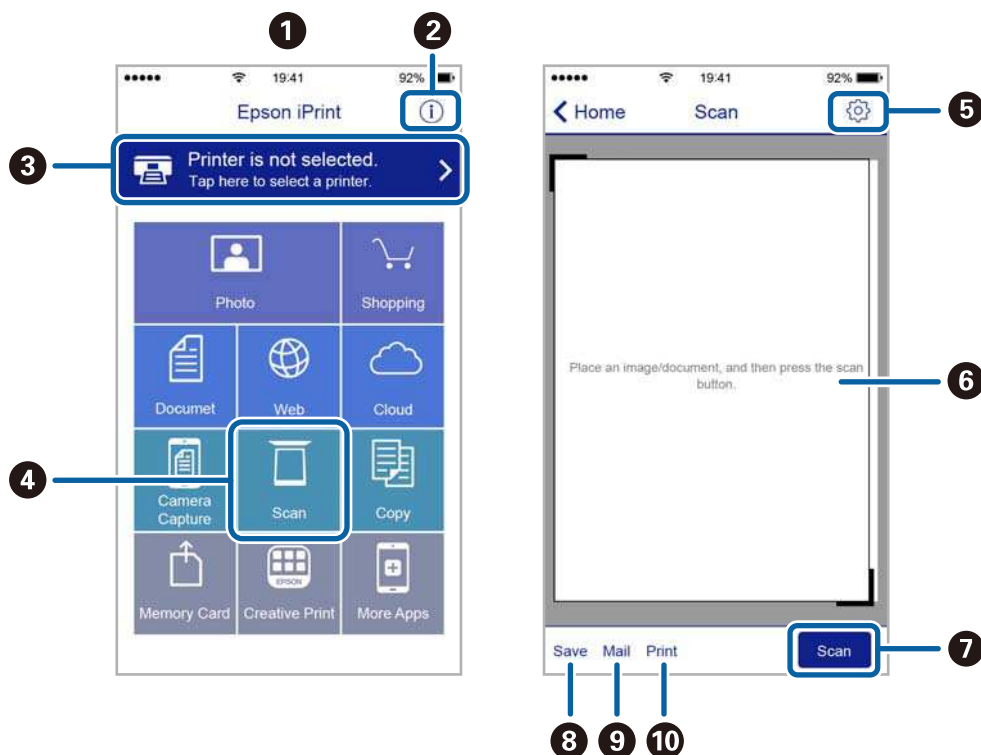 1
2
19:41
92%
Epson iPrint
3
Printer is not selected.
Tap here to select a printer.
Photo
Shopping
Documet
Web
Cloud
4
Camera
Capture
Scan
Copy
EPSON
Memory Card
Creative Print
More Apps
19:41
92%
Home
Scan
5
Place an image/document, and then press the scan
button.
6
Save
Mail
Print
Scan
7
8
9
10